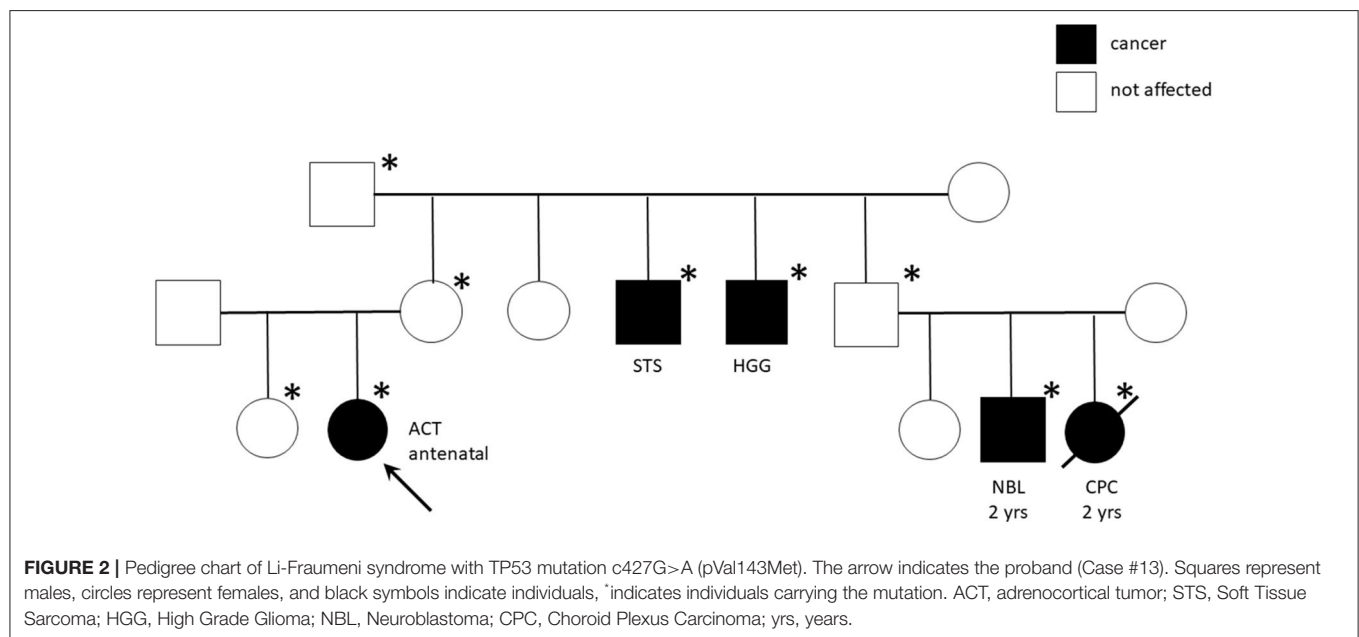 cancer
not affected
*
* * * *
STS HGG
* * * *
ACT
antenatal
NBL CPC
2 yrs 2 yrs
FIGURE 2 | Pedigree chart of Li-Fraumeni syndrome with TP53 mutation c427G>A (pVal143Met). The arrow indicates the proband (Case #13). Squares represent
males, circles represent females, and black symbols indicate individuals, *indicates individuals carrying the mutation. ACT, adrenocortical tumor; STS, Soft Tissue
Sarcoma; HGG, High Grade Glioma; NBL, Neuroblastoma; CPC, Choroid Plexus Carcinoma; yrs, years.